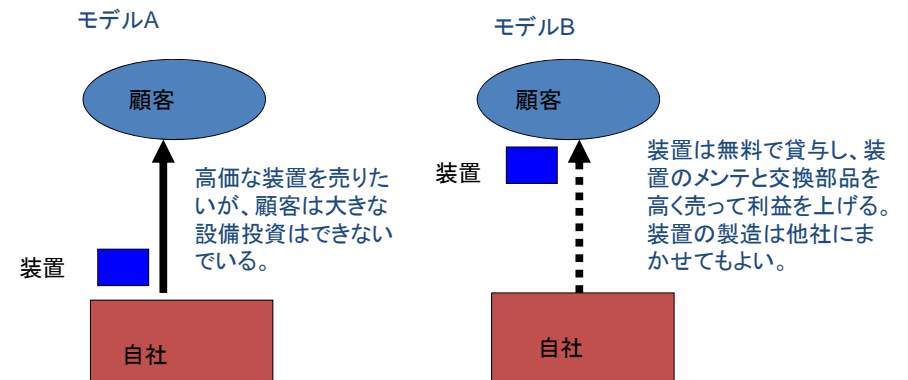 モデルA
顧客
高価な装置を売りた
いが、顧客は大きな
設備投資はできない
でいる。
装置
自社
モデルB
顧客
装置
装置は無料で貸与し、装
置のメンテと交換部品を
高く売って利益を上げる。
装置の製造は他社にま
かせてもよい。
自社